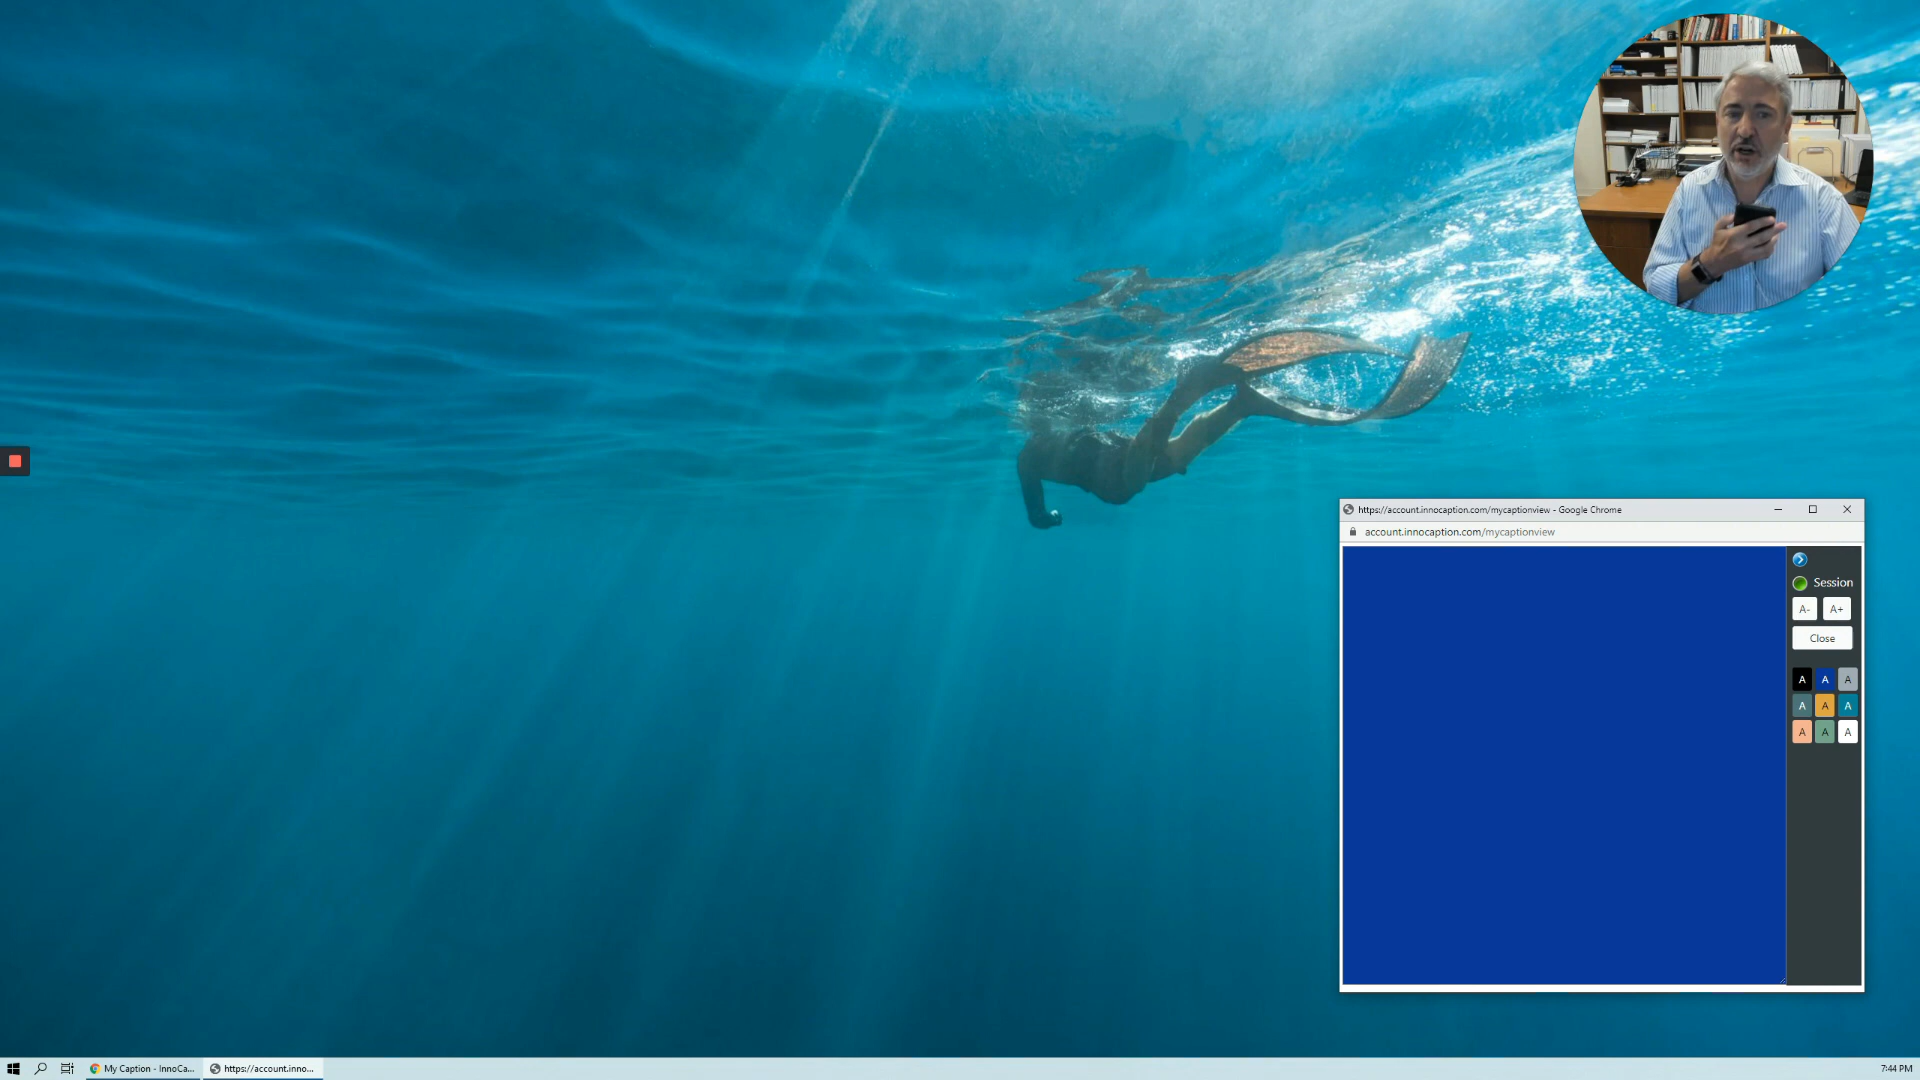 https://account.innocaption.com/mycaptionview - Google Chrome
account.innocaption.com/mycaptionview
Session
A- A+
Close
A A A
A A A
A A A
My Caption - InnoCa...
https://account.inno...
7:44 PM